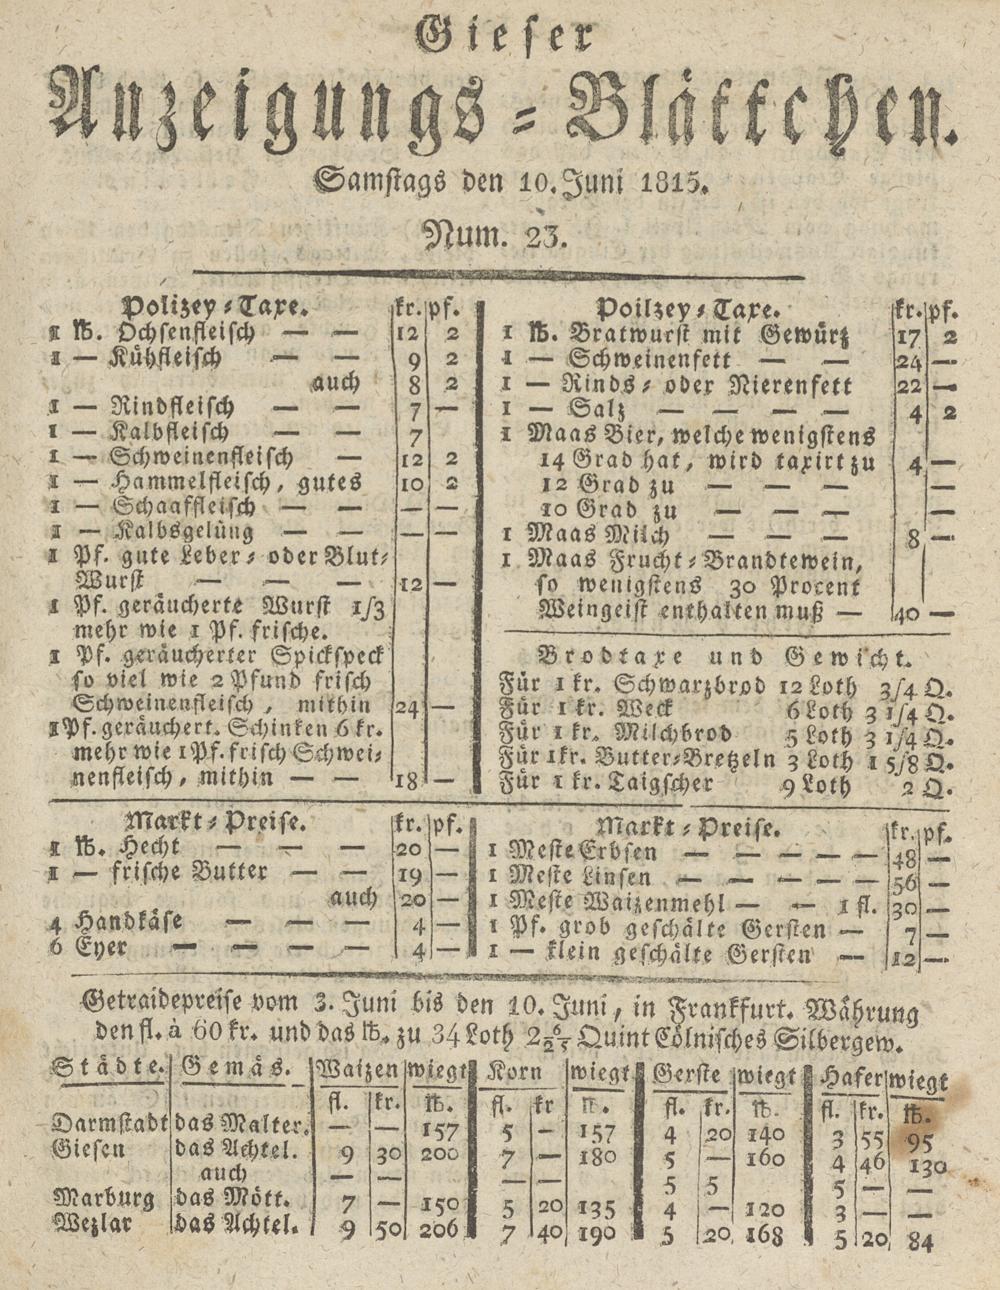 Gieser
Anzeigungs-Blättchen.
Samstags den 10. Juni 1815.
Num. 23.
Polizey-Taxe. kr. pf.
1 ℔. Ochsenfleisch — — 12 2
1 — Kühfleisch — — 9 2
auch 8 2
1 — Rindfleisch — — 7 —
1 — Kalbfleisch — — 7
1 — Schweinenfleisch — 12 2
1 — Hammelfleisch, gutes 10 2
1 — Schaaffleisch — — — —
1 — Kalbsgelüng — — — —
1 Pf. gute Leber- oder Blut-
Wurst — — — 12 —
1 Pf. geräucherte Wurst 1/3
mehr wie 1 Pf. frische.
1 Pf. geräucherter Spickspeck
so viel wie 2 Pfund frisch
Schweinenfleisch, mithin 24 —
1 Pf. geräuchert. Schinken 6 kr.
mehr wie 1 Pf. frisch Schwei-
nenfleisch, mithin — — 18 —
Poilzey-Taxe. kr. pf.
1 ℔. Bratwurst mit Gewürz 17 2
1 — Schweinenfett — — 24 —
1 — Rinds- oder Nierenfett 22 —
1 — Salz — — — — 4 2
1 Maas Bier, welche wenigstens
14 Grad hat, wird taxirt zu 4 —
12 Grad zu — — — —
10 Grad zu — — — —
1 Maas Milch — — — 8 —
1 Maas Frucht-Brandtewein,
so wenigstens 30 Procent
Weingeist enthalten muß — 40 —
Brodtaxe und Gewicht.
Für 1 kr. Schwarzbrod 12 Loth 3/4 Q.
Für 1 kr. Weck 6 Loth 3 1/4 Q.
Für 1 kr. Milchbrod 5 Loth 3 1/4 Q.
Für 1 kr. Butter-Bretzeln 3 Loth 1 5/8 Q.
Für 1 kr. Taigscher 9 Loth 2 Q.
Markt-Preise. kr. pf.
1 ℔. Hecht — — — 20 —
1 — frische Butter — — 19 —
auch 20 —
4 Handkäse — — — 4 —
6 Eyer — — — — 4 —
Markt-Preise. kr. pf.
1 Meste Erbsen — — — — — 48 —
1 Meste Linsen — — — — — 56 —
1 Meste Waizenmehl — — 1 fl. 30 —
1 Pf. grob geschälte Gersten — 7 —
1 — klein geschälte Gersten — 12 —
Getraidepreise vom 3. Juni bis den 10. Juni, in Frankfurt. Währung
den fl. à 60 kr. und das ℔. zu 34 Loth 2 Quint Cölnisches Silbergew.
Städte. Gemäs. Waizen wiegt Korn wiegt Gerste wiegt Hafer wiegt
fl. kr. ℔. fl. kr ℔. fl. kr. ℔. fl. kr. ℔.
Darmstadt das Malter. — — 157 5 — 157 4 20 140 3 55 95
Giesen das Achtel. 9 30 200 7 — 180 5 — 160 4 46 130
auch — — — — 5 5 5 — —
Marburg das Mött. 7 — 150 5 20 135 4 — 120 3 — —
Wezlar das Achtel. 9 50 206 7 40 190 5 20 168 5 20 84